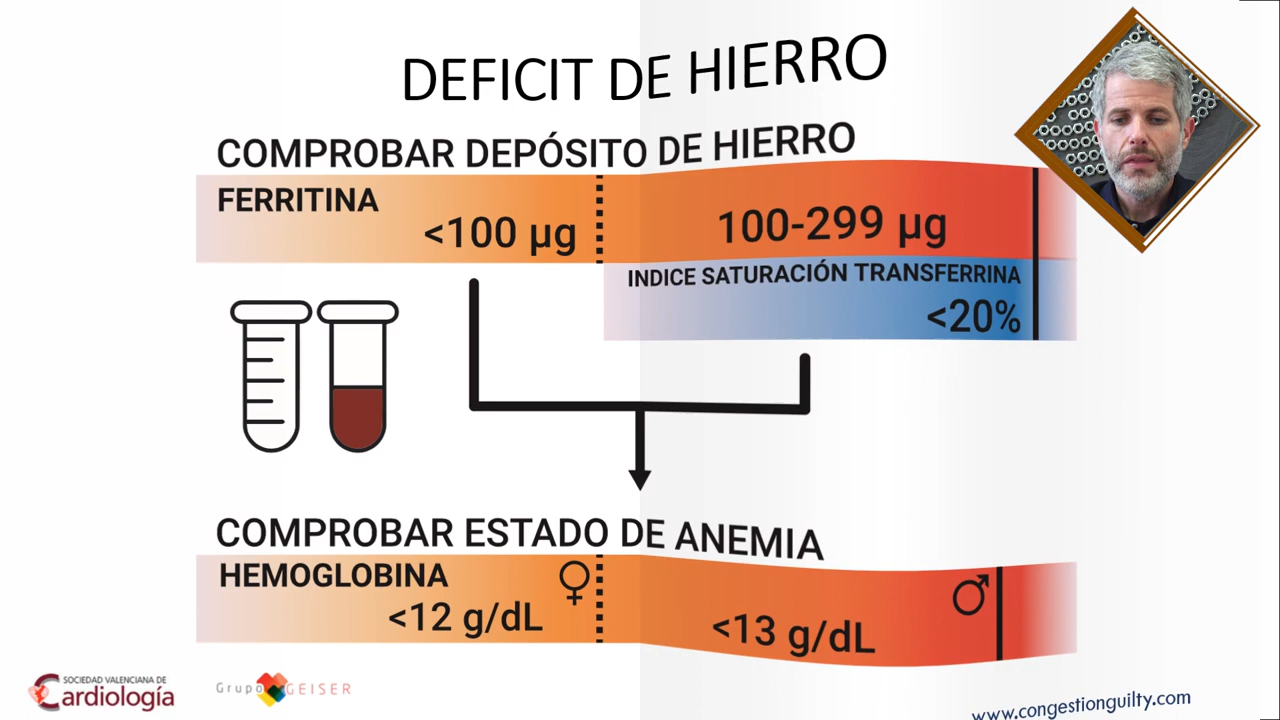 DEFICIT DE HIERRO
COMPROBAR DEPÓSITO DE HIERRO
FERRITINA
<100 µg
100-299 µg
INDICE SATURACIÓN TRANSFERRINA
<20%
COMPROBAR ESTADO DE ANEMIA
HEMOGLOBINA
<12 g/dL
<13 g/dL
SOCIEDAD VALENCIANA DE
Cardiología
Grupo GEISER
www.congestionguilty.com